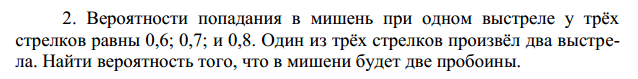 2. Вероятности попадания в мишень при одном выстреле у трёх
стрелков равны 0,6; 0,7; и 0,8. Один из трёх стрелков произвёл два выстре-
ла. Найти вероятность того, что в мишени будет две пробоины.